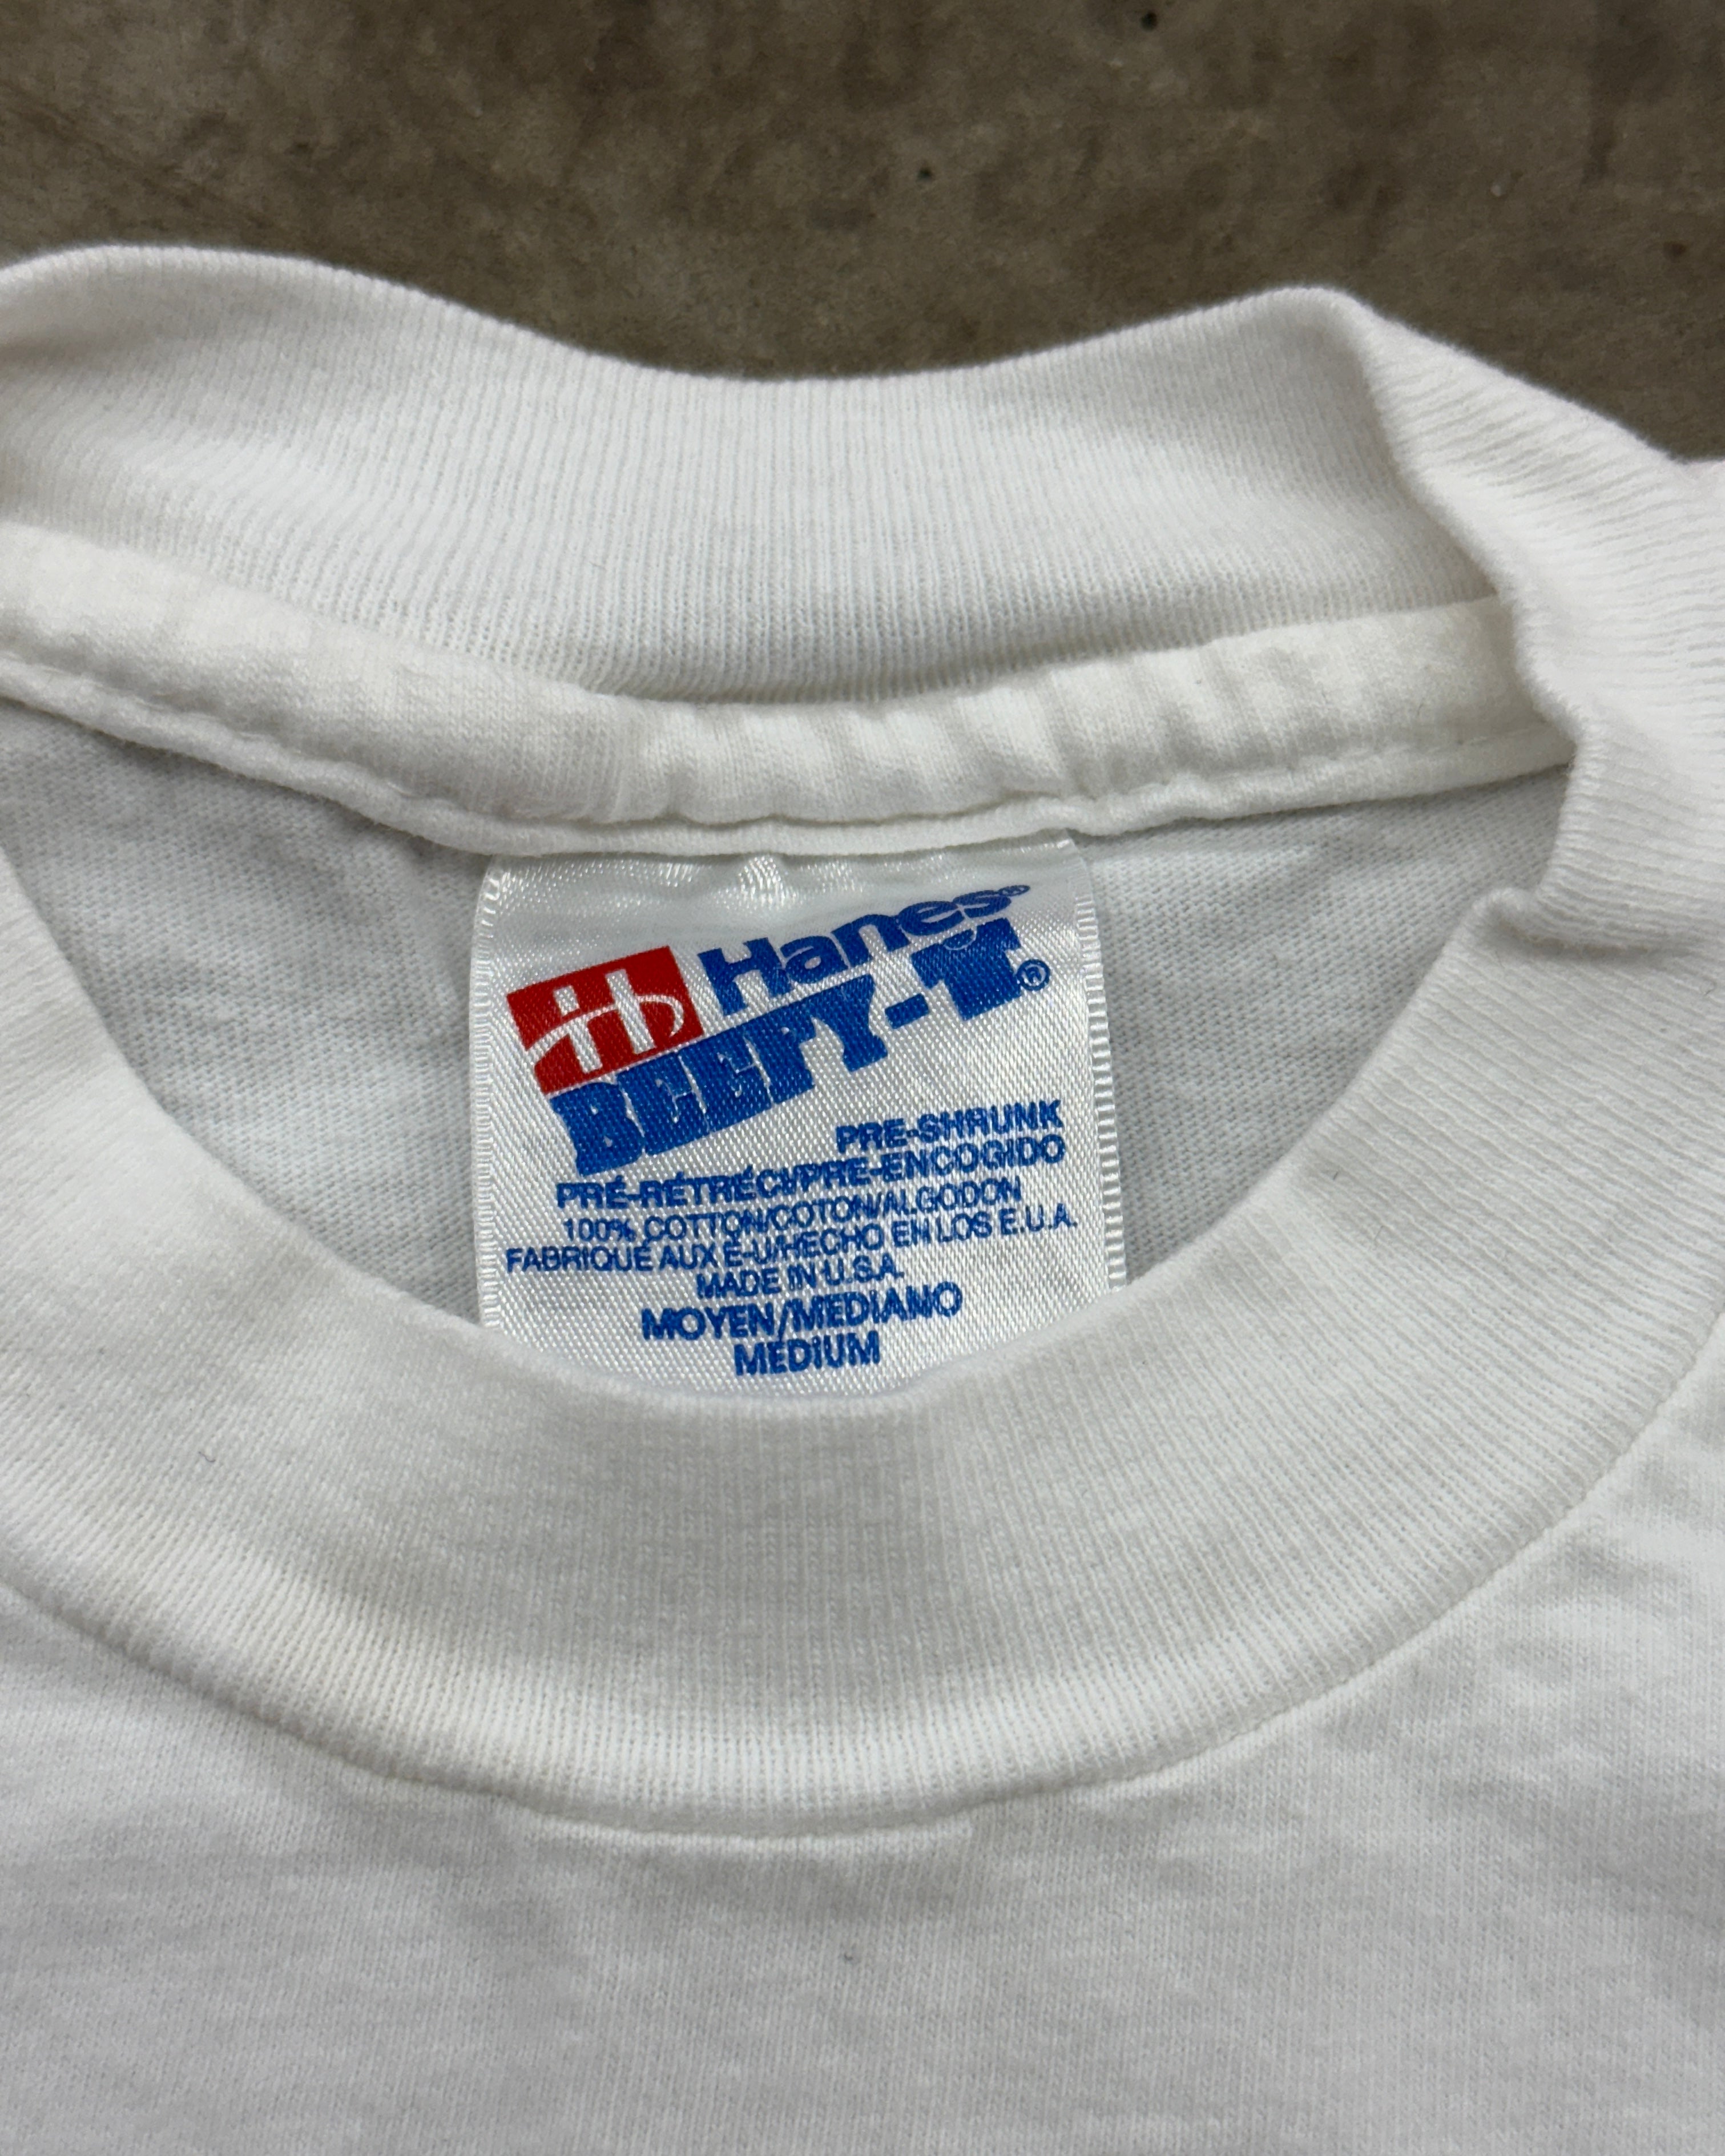 Hanes®
BEEFY-T®
PRE-SHRUNK
PRÉ-RÉTRÉCI/PRE-ENCOGIDO
100% COTTON/COTON/ALGODON
FABRIQUÉ AUX É-U/HECHO EN LOS E.U.A.
MADE IN U.S.A.
MOYEN/MEDIANO
MEDIUM